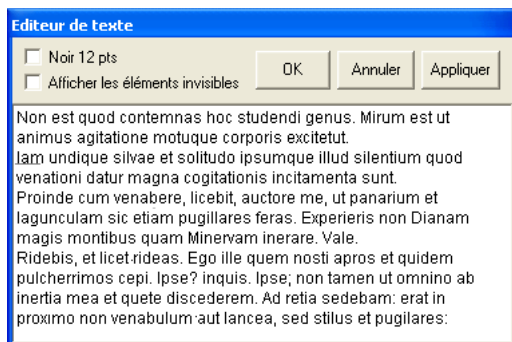 Editeur de texte
Noir 12 pts
Afficher les éléments invisibles
OK
Annuler
Appliquer
Non est quod contemnas hoc studendi genus. Mirum est ut
animus agitatione motuque corporis excitetut.
Iam undique silvae et solitudo ipsumque illud silentium quod
venationi datur magna cogitationis incitamenta sunt.
Proinde cum venabere, licebit, auctore me, ut panarium et
lagunculam sic etiam pugillares feras. Experieris non Dianam
magis montibus quam Minervam inerare. Vale.
Ridebis, et licet rideas. Ego ille quem nosti apros et quidem
pulcherrimos cepi. Ipse? inquis. Ipse; non tamen ut omnino ab
inertia mea et quete discederem. Ad retia sedebam: erat in
proximo non venabulum aut lancea, sed stilus et pugilares: